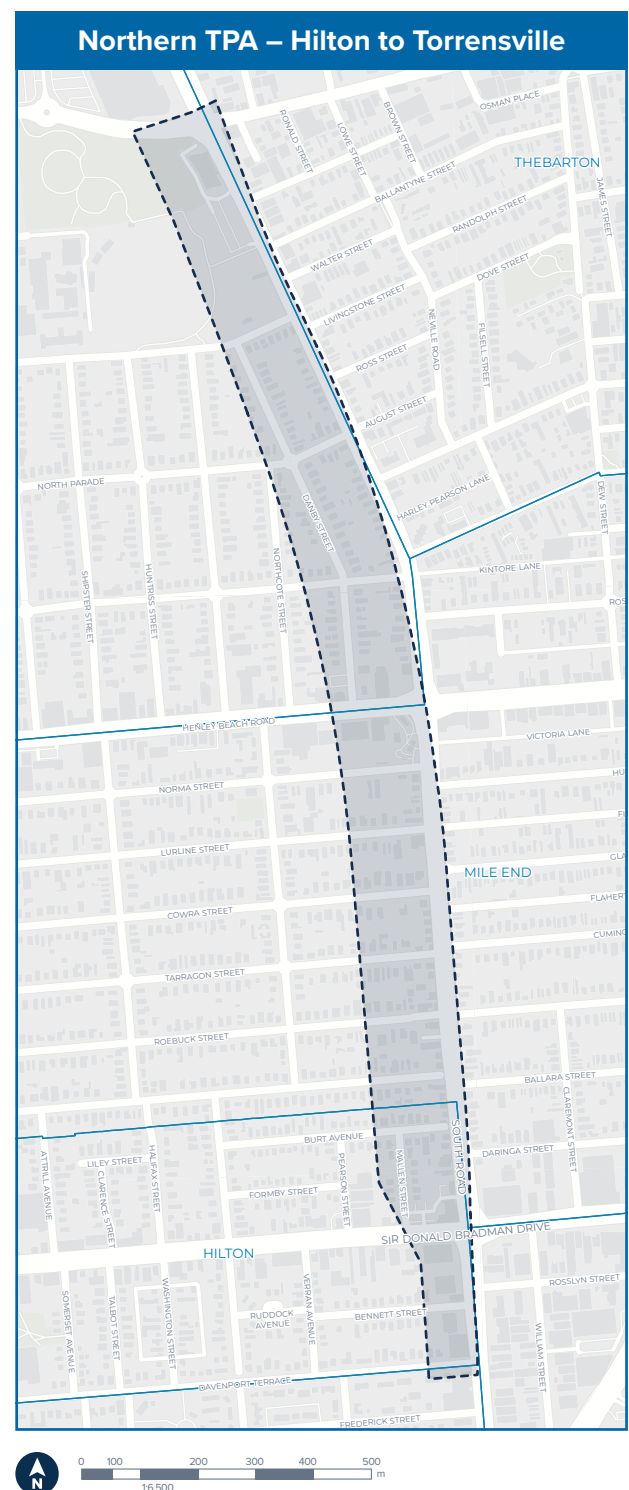 Northern TPA – Hilton to Torrensville
OSMAN PLACE
BROWN STREET
RONALD STREET
LOWE STREET
THEBARTON
BALLANTYNE STREET
JAMES STREET
RANDOLPH STREET
WALTER STREET
DOVE STREET
LIVINGSTONE STREET
NEVILLE ROAD
FILSELL STREET
ROSS STREET
AUGUST STREET
NORTH PARADE
HARLEY PEARSON LANE
DEW STREET
DANBY STREET
KINTORE LANE
SHIPSTER STREET
HUNTRISS STREET
NORTHCOTE STREET
ROS
HENLEY BEACH ROAD
VICTORIA LANE
NORMA STREET
HU
LURLINE STREET
GLA
MILE END
COWRA STREET
FLAHER
CUMING
TARRAGON STREET
ROEBUCK STREET
BALLARA STREET
CLAREMONT STREET
SOUTH ROAD
BURT AVENUE
DARINGA STREET
ATTRILL AVENUE
LILEY STREET
HALIFAX STREET
CLARENCE STREET
PEARSON STREET
MALLEN STREET
FORMBY STREET
SIR DONALD BRADMAN DRIVE
HILTON
ROSSLYN STREET
SOMERSET AVENUE
TALBOT STREET
WASHINGTON STREET
VERRAN AVENUE
RUDDOCK
AVENUE
BENNETT STREET
WILLIAM STREET
DAVENPORT TERRACE
FREDERICK STREET
N
0 100 200 300 400 500
m
1:6,500